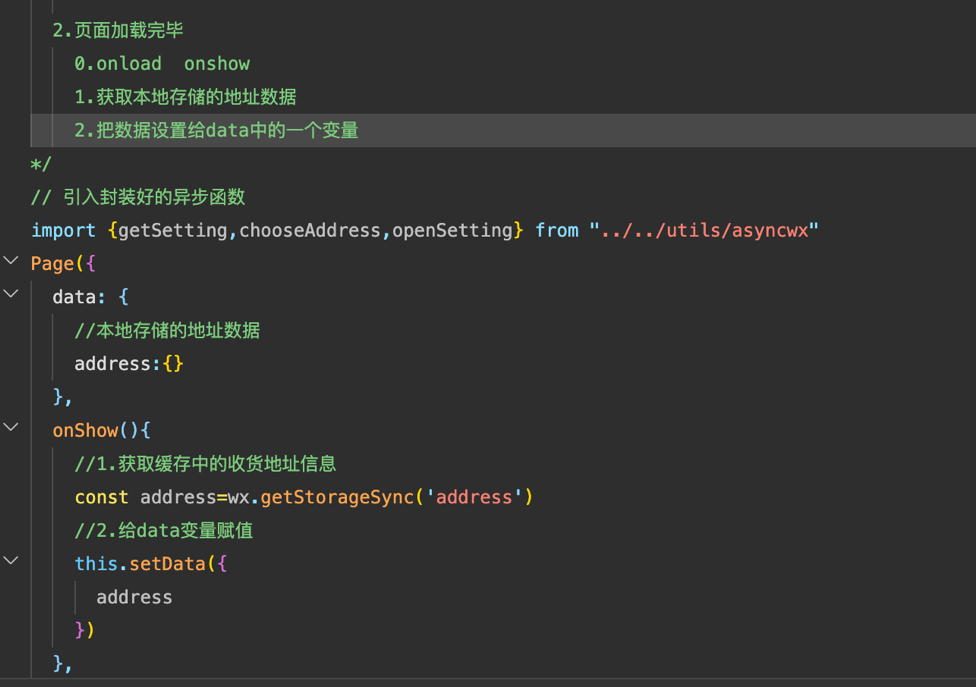 2.页面加载完毕
0.onload  onshow
1.获取本地存储的地址数据
2.把数据设置给data中的一个变量
*/
// 引入封装好的异步函数
import {getSetting,chooseAddress,openSetting} from "../../utils/asyncwx"
Page({
data: {
//本地存储的地址数据
address:{}
},
onShow(){
//1.获取缓存中的收货地址信息
const address=wx.getStorageSync('address')
//2.给data变量赋值
this.setData({
address
})
},